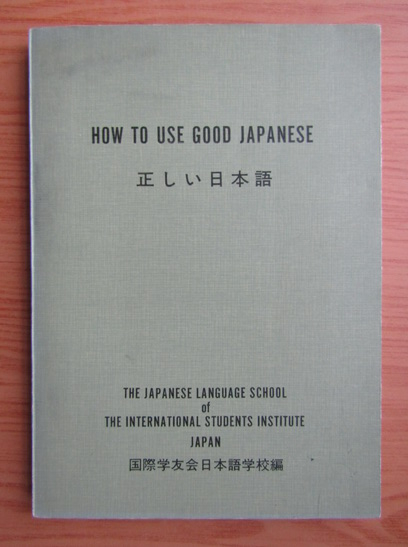 HOW TO USE GOOD JAPANESE
正しい日本語
THE JAPANESE LANGUAGE SCHOOL
of
THE INTERNATIONAL STUDENTS INSTITUTE
JAPAN
国際学友会日本語学校編